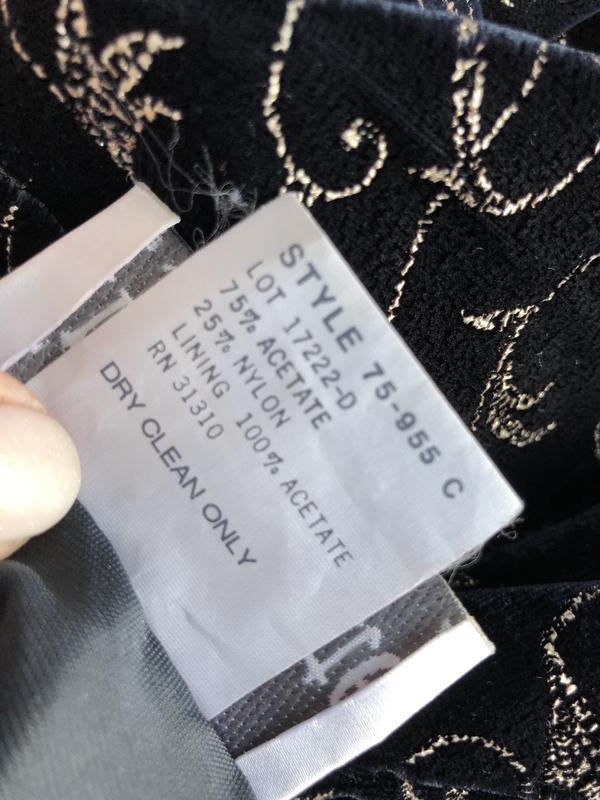 STYLE 75-955 C
LOT 17222-D
75% ACETATE
25% NYLON
LINING 100% ACETATE
RN 31310
DRY CLEAN ONLY